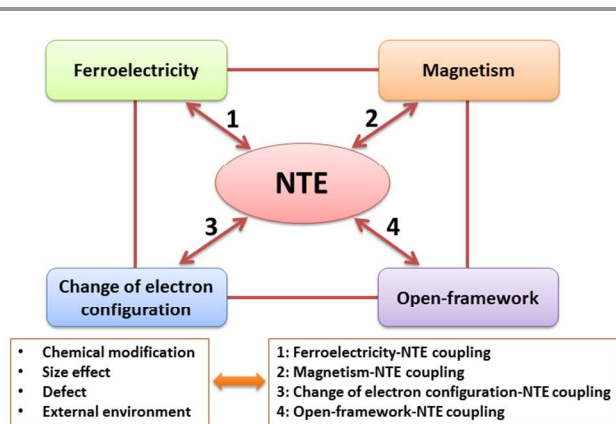 Ferroelectricity
Magnetism
1
2
NTE
3
4
Change of electron
configuration
Open-framework
• Chemical modification
• Size effect
• Defect
• External environment
1: Ferroelectricity-NTE coupling
2: Magnetism-NTE coupling
3: Change of electron configuration-NTE coupling
4: Open-framework-NTE coupling